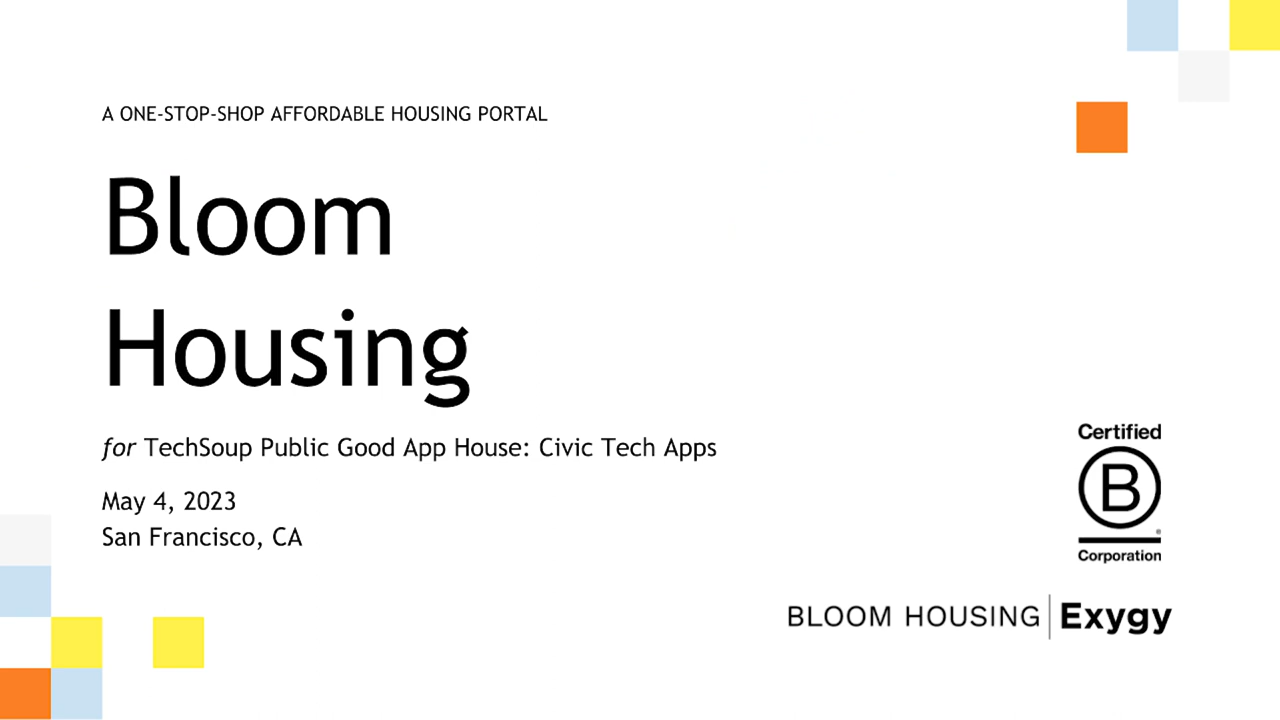 A ONE-STOP-SHOP AFFORDABLE HOUSING PORTAL
Bloom
Housing
for TechSoup Public Good App House: Civic Tech Apps
May 4, 2023
San Francisco, CA
Certified
B
®
Corporation
BLOOM HOUSING | Exygy